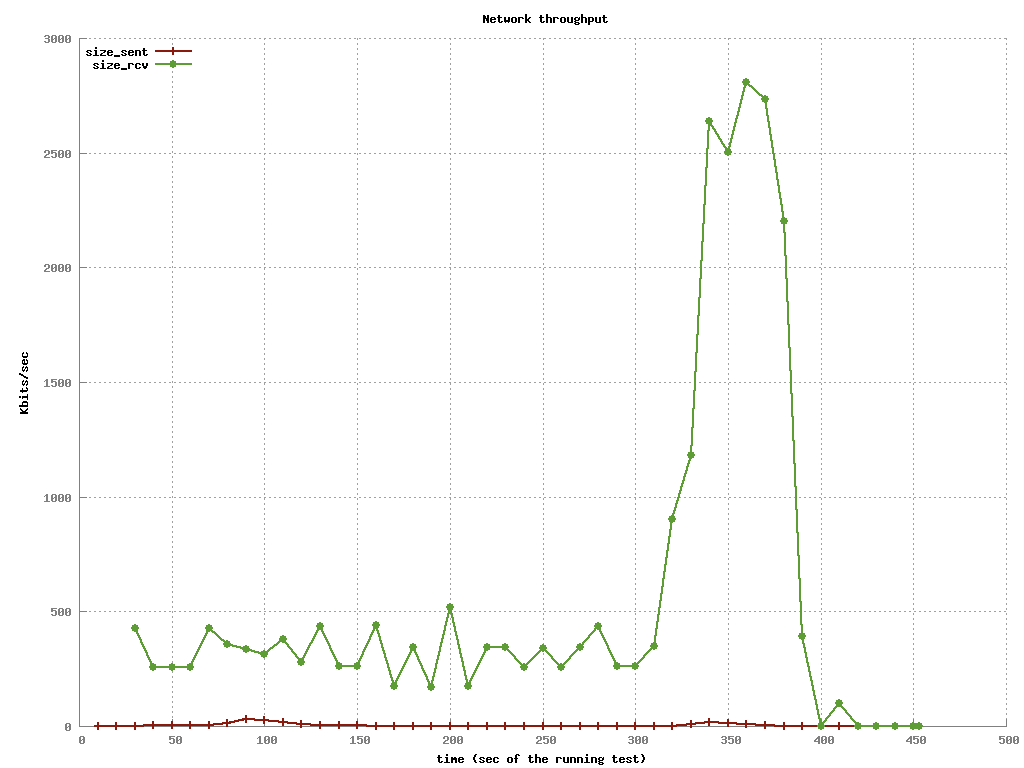 Network throughput
size_sent
size_rcv
3000
2500
2000
1500
1000
500
0
Kbits/sec
0 50 100 150 200 250 300 350 400 450 500
time (sec of the running test)